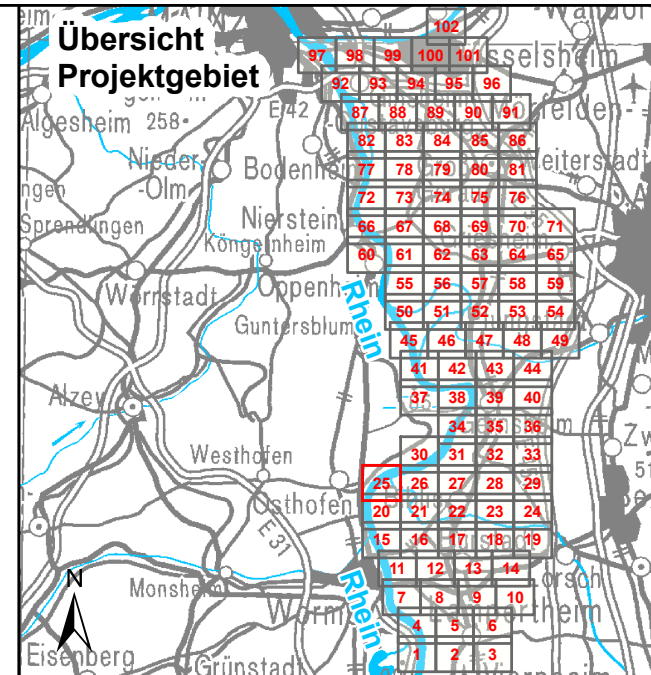 Übersicht
Projektgebiet
102
97 98 99 100 101
sselsheim
92 93 94 95 96
E 42
87 88 89 90 91
Algesheim 258
82 83 84 85 86
Nieder-
-Olm
Bodenheim
77 78 79 80 81
72 73 74 75 76
Nierstein
Sprendlingen
66 67 68 69 70 71
Köngernheim
60 61 62 63 64 65
Oppenheim
Wörrstadt
55 56 57 58 59
Rhein
50 51 52 53 54
Guntersblum
45 46 47 48 49
41 42 43 44
Alzey
37 38 39 40
34 35 36
Westhofen
30 31 32 33
25 26 27 28 29
Osthofen
20 21 22 23 24
E 31
15 16 17 18 19
11 12 13 14
orsch
N
Monsheim
Rhein
Worms
7 8 9 10
4 5 6
Eisenberg
Grünstadt
1 2 3